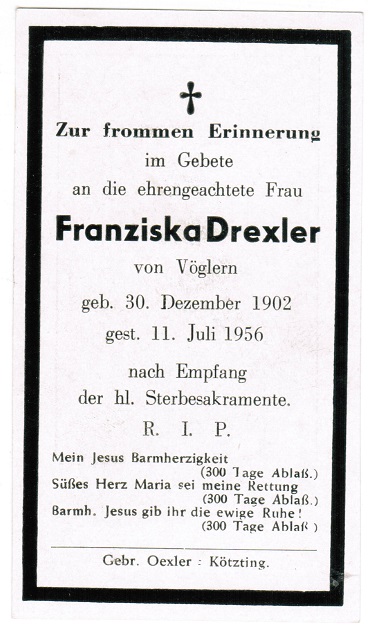 Zur frommen Erinnerung
im Gebete
an die ehrengeachtete Frau
Franziska Drexler
von Vöglern
geb. 30. Dezember 1902
gest. 11. Juli 1956
nach Empfang
der hl. Sterbesakramente.
R. I. P.
Mein Jesus Barmherzigkeit
(300 Tage Ablaß.)
Süßes Herz Maria sei meine Rettung
(300 Tage Ablaß.)
Barmh. Jesus gib ihr die ewige Ruhe!
(300 Tage Ablaß)
Gebr. Oexler : Kötzting.